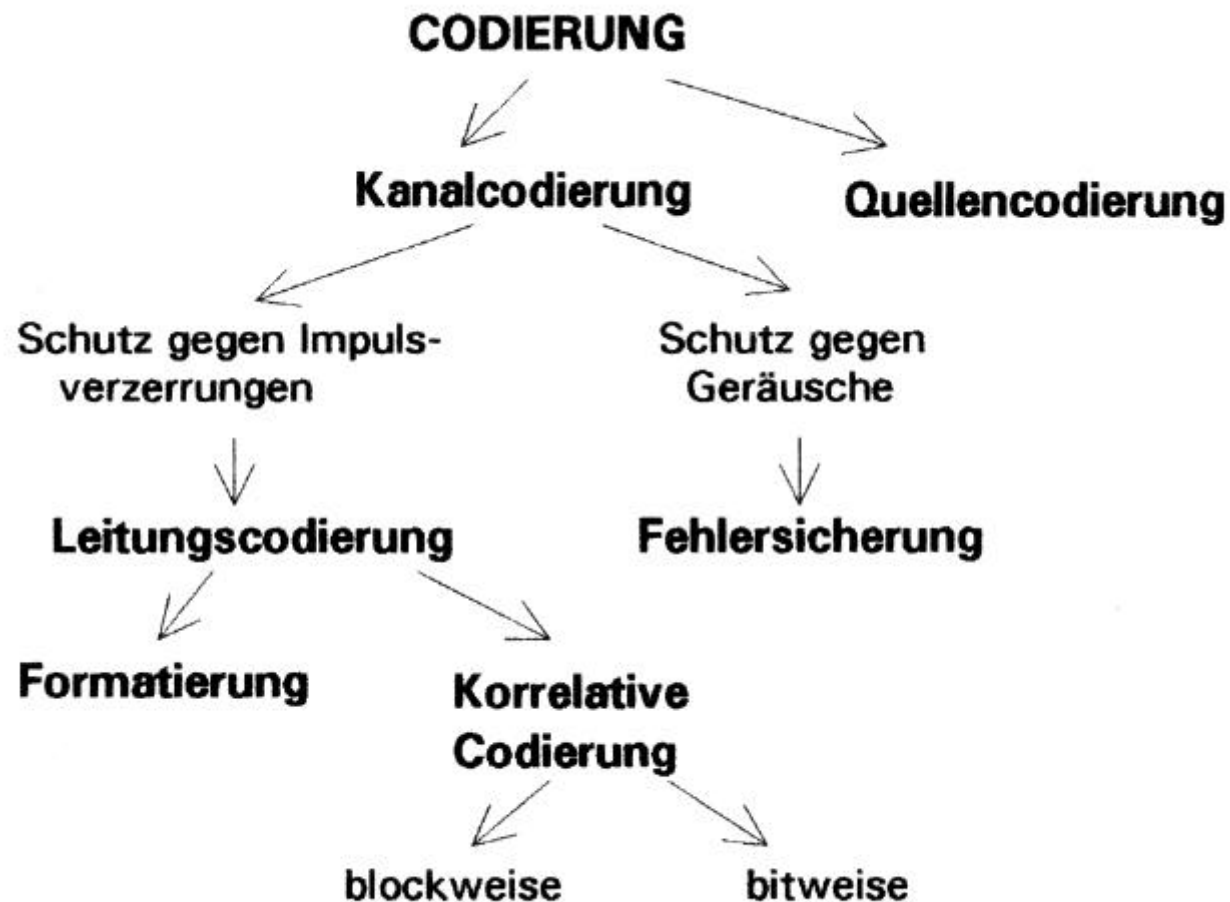 CODIERUNG
Kanalcodierung
Quellencodierung
Schutz gegen Impuls-
verzerrungen
Schutz gegen
Geräusche
Leitungscodierung
Fehlersicherung
Formatierung
Korrelative
Codierung
blockweise
bitweise